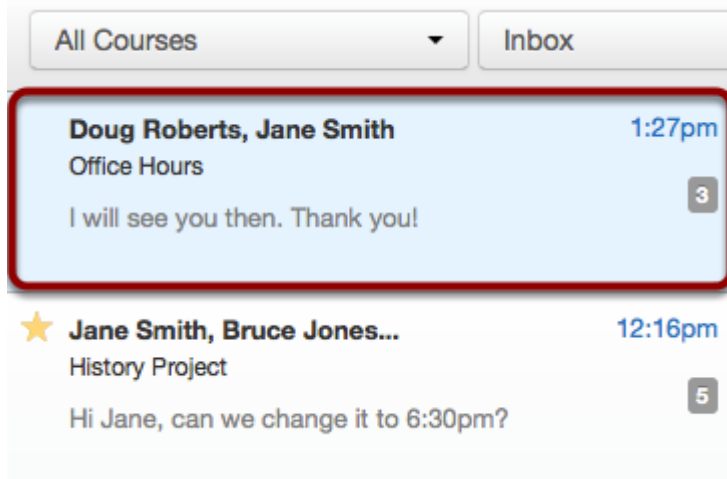 All Courses
Inbox
Doug Roberts, Jane Smith
1:27pm
Office Hours
3
I will see you then. Thank you!
Jane Smith, Bruce Jones...
12:16pm
History Project
5
Hi Jane, can we change it to 6:30pm?